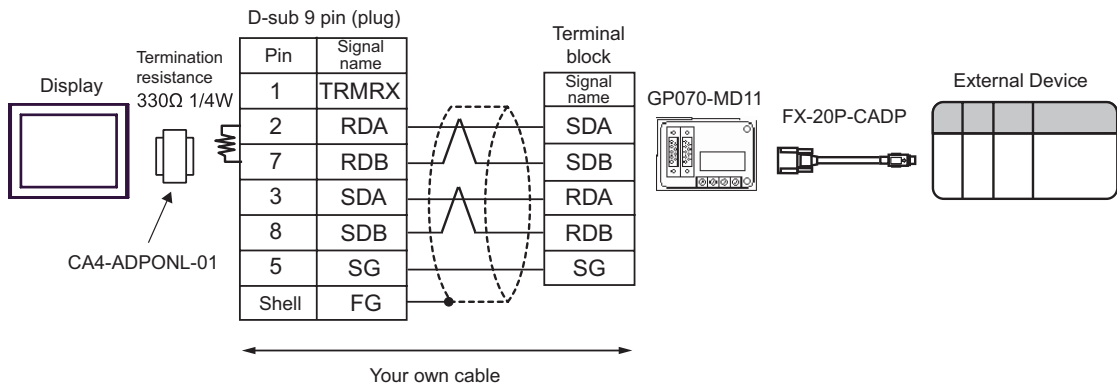 D-sub 9 pin (plug)
Display
Termination
resistance
330Ω 1/4W
CA4-ADPONL-01
Pin Signal name
1 TRMRX
2 RDA
7 RDB
3 SDA
8 SDB
5 SG
Shell FG
Terminal
block
Signal
name
SDA
SDB
RDA
RDB
SG
GP070-MD11
FX-20P-CADP
External Device
Your own cable